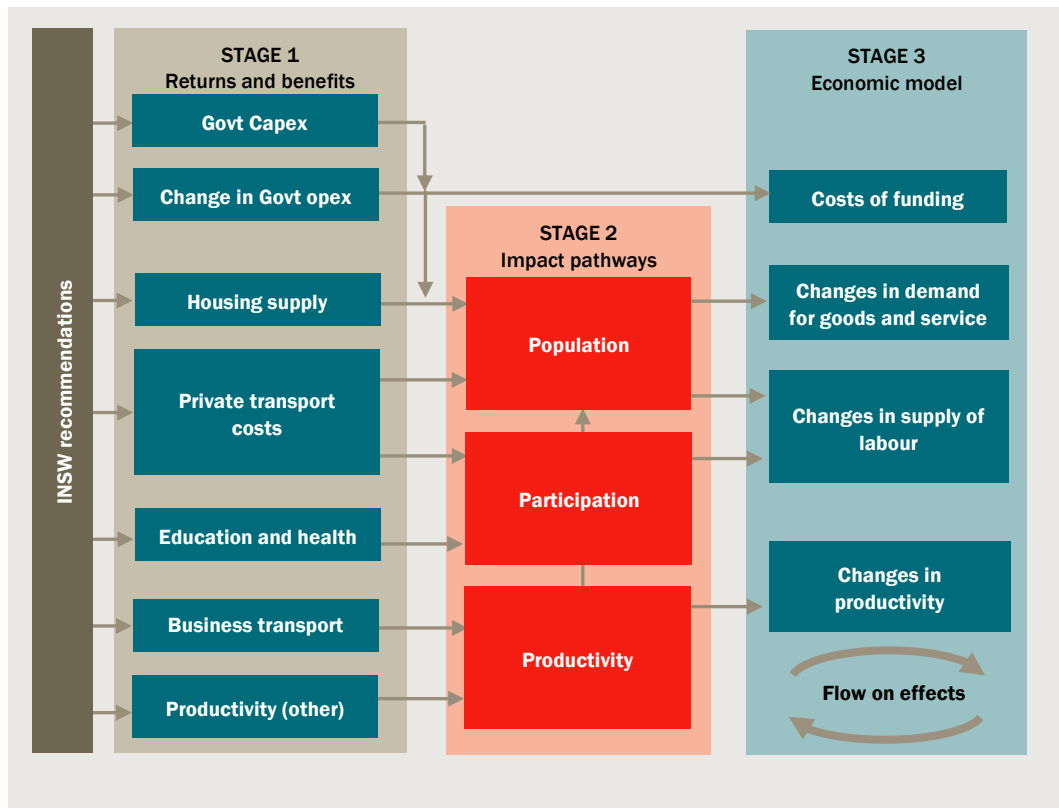 INSW recommendations
STAGE 1
Returns and benefits
Govt Capex
Change in Govt opex
Housing supply
Private transport
costs
Education and health
Business transport
Productivity (other)
STAGE 2
Impact pathways
Population
Participation
Productivity
STAGE 3
Economic model
Costs of funding
Changes in demand
for goods and service
Changes in supply of
labour
Changes in
productivity
Flow on effects